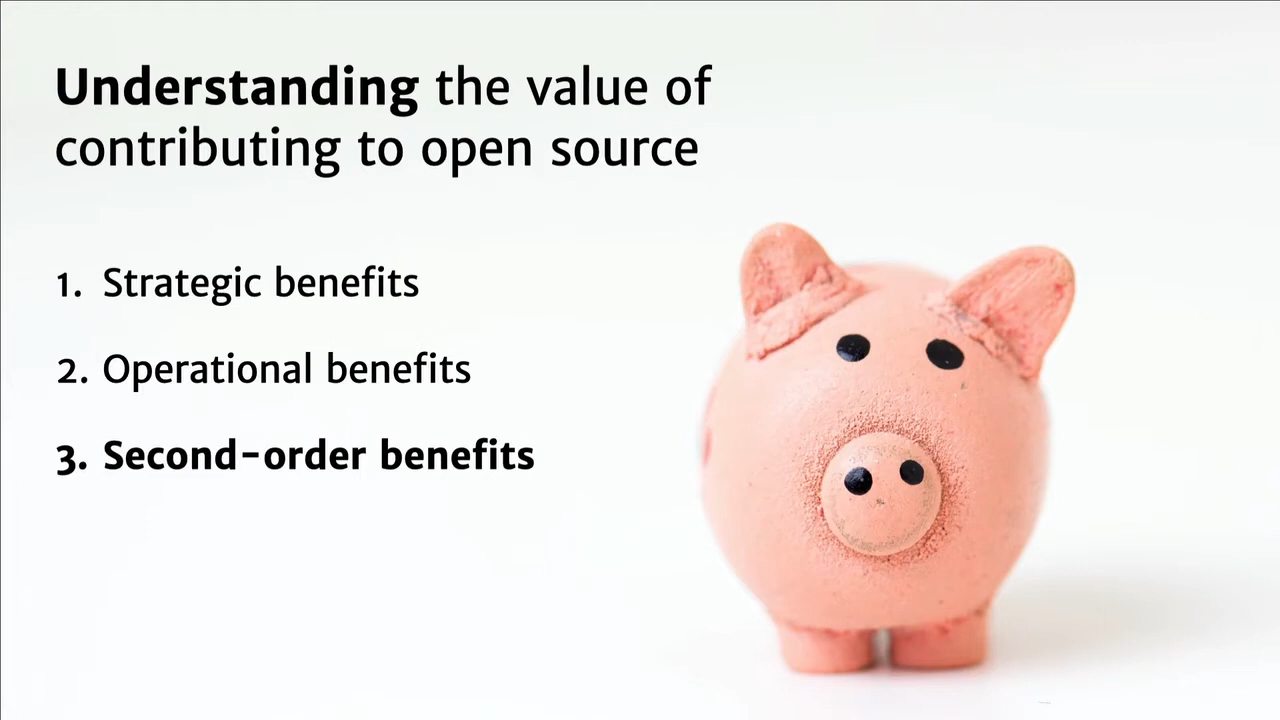 Understanding the value of
contributing to open source
1. Strategic benefits
2. Operational benefits
3. Second-order benefits